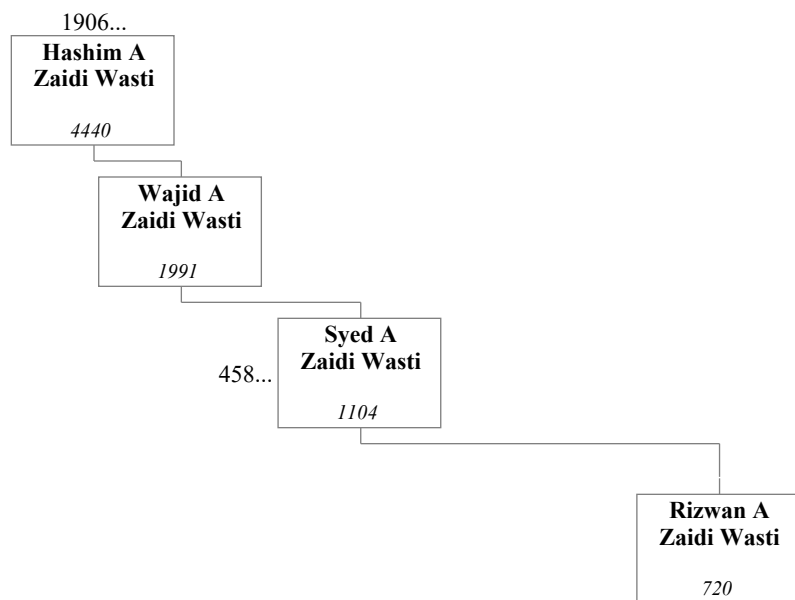 1906...
Hashim A
Zaidi Wasti
4440
Wajid A
Zaidi Wasti
1991
Syed A
Zaidi Wasti
458...
1104
Rizwan A
Zaidi Wasti
720